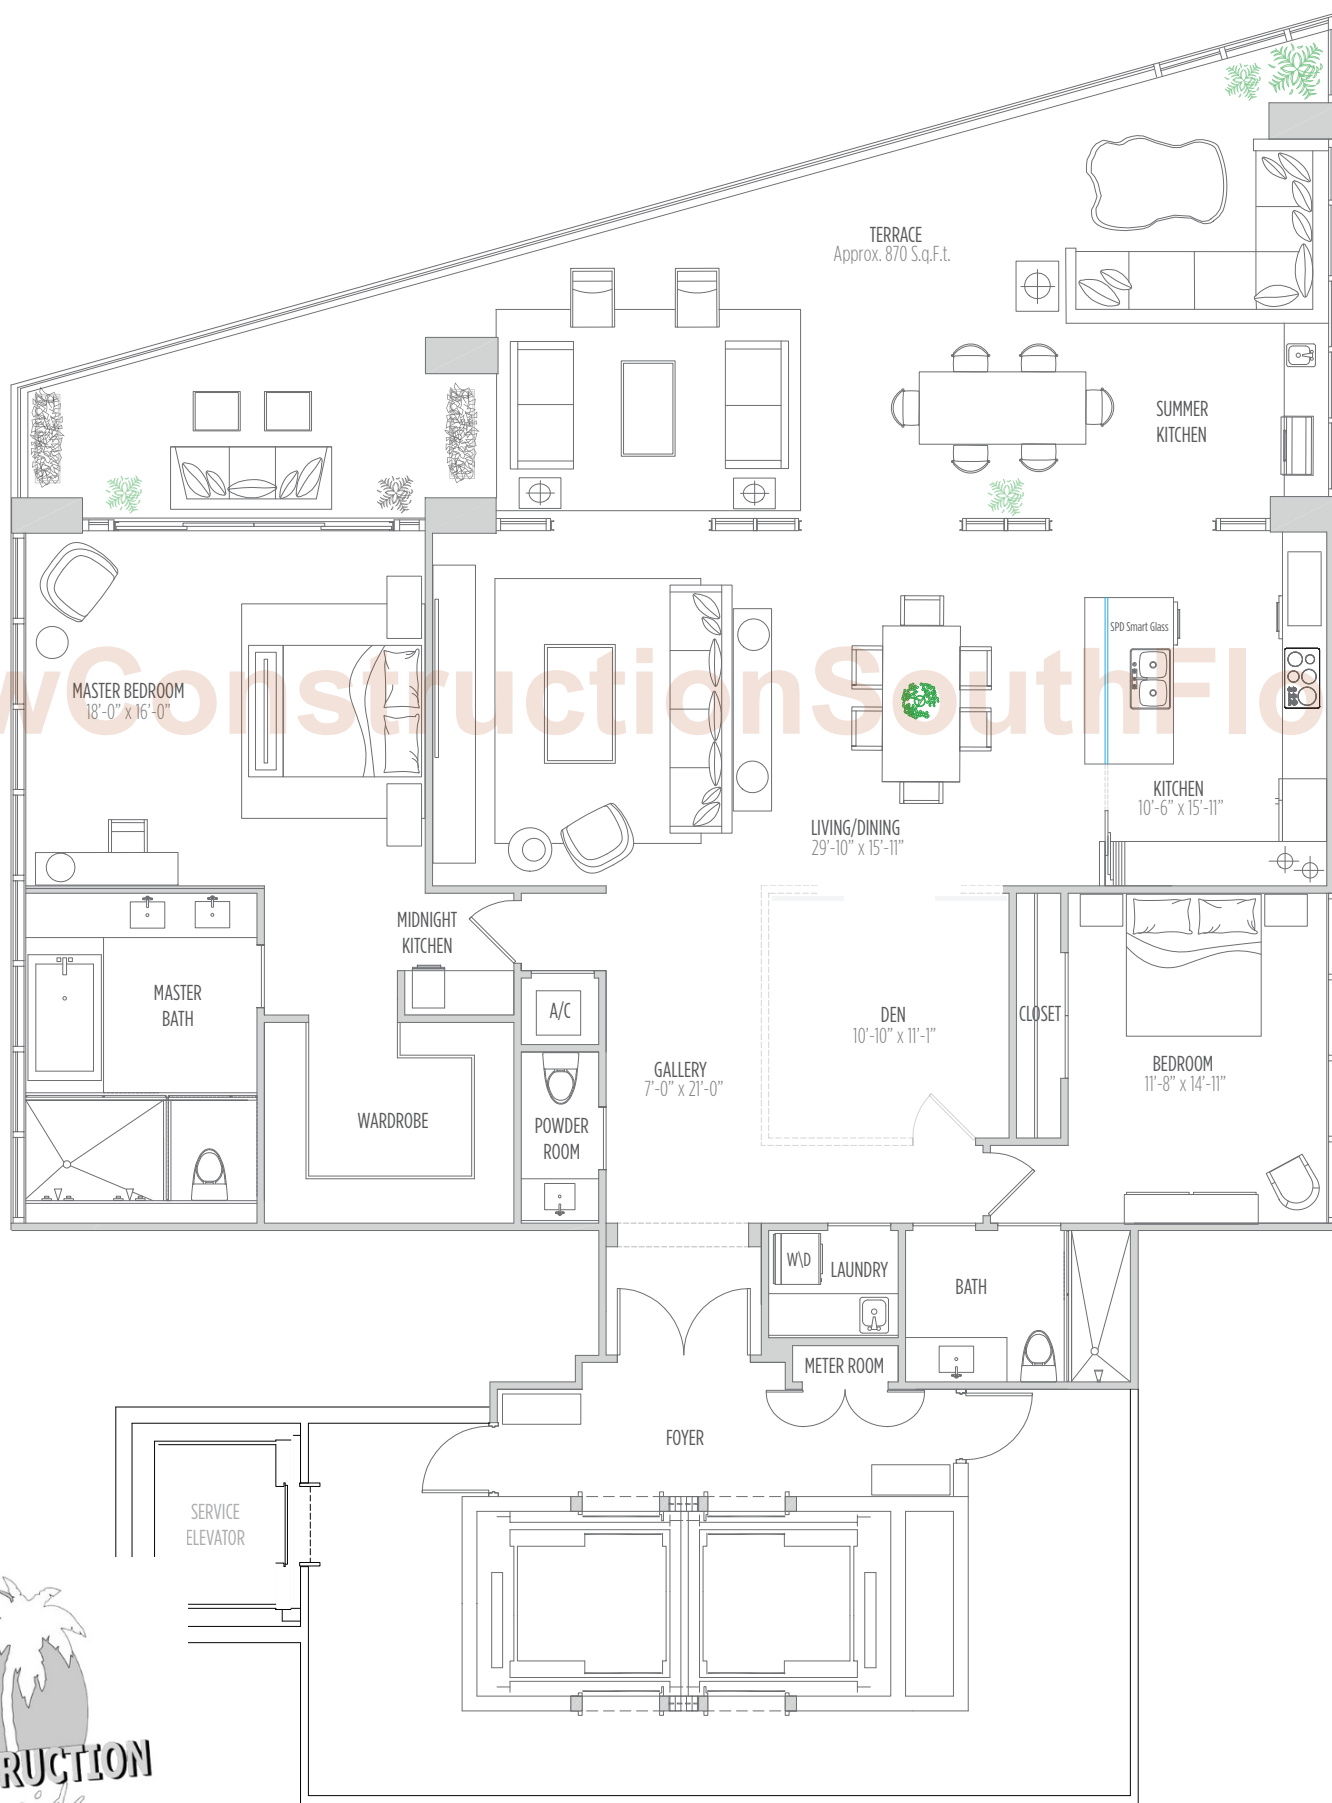 TERRACE
Approx. 870 S.q.F.t.
SUMMER
KITCHEN
SPD Smart Glass
wConstructionSouthFlo
MASTER BEDROOM
18'-0" x 16'-0"
KITCHEN
10'-6" x 15'-11"
LIVING/DINING
29'-10" x 15'-11"
MIDNIGHT
KITCHEN
MASTER
BATH
A/C
DEN
10'-10" x 11'-1"
CLOSET
BEDROOM
11'-8" x 14'-11"
GALLERY
7'-0" x 21'-0"
WARDROBE
POWDER
ROOM
W\D
LAUNDRY
BATH
METER ROOM
FOYER
SERVICE
ELEVATOR
RUCTION